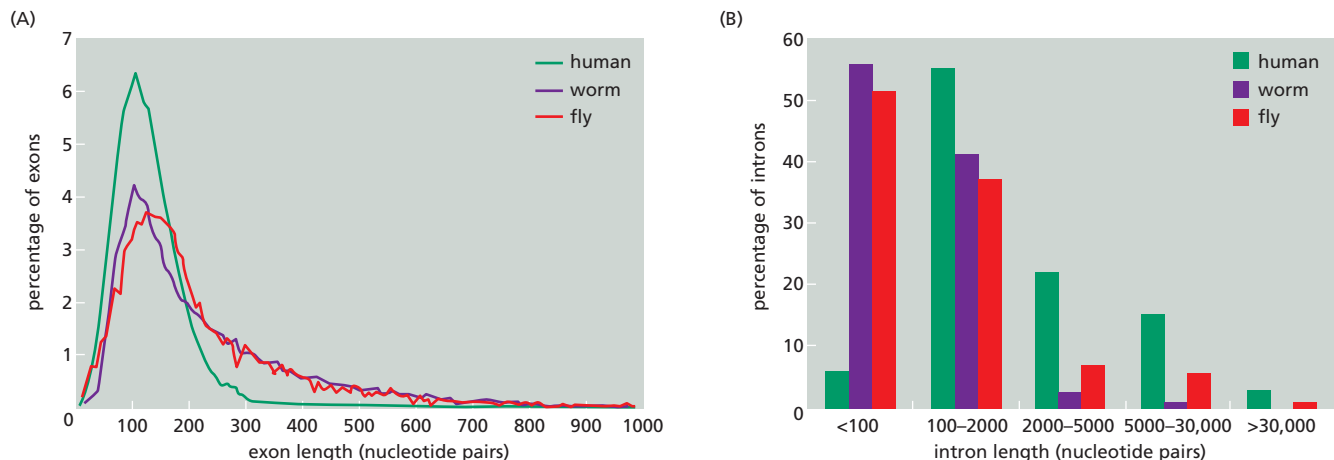 (A)
7
6
5
4
3
2
1
0
percentage of exons
human
worm
fly
100 200 300 400 500 600 700 800 900 1000
exon length (nucleotide pairs)
(B)
60
50
40
30
20
10
0
percentage of introns
human
worm
fly
<100 100–2000 2000–5000 5000–30,000 >30,000
intron length (nucleotide pairs)